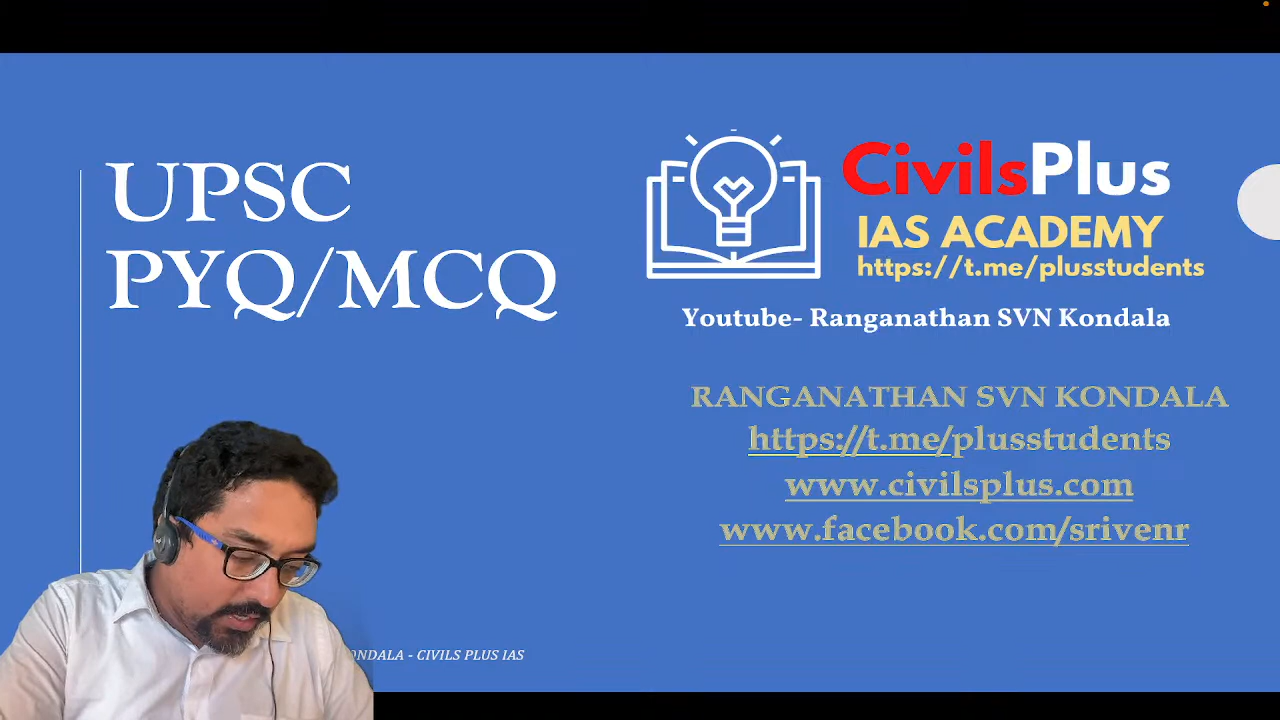 UPSC
PYQ/MCQ
CivilsPlus
IAS ACADEMY
https://t.me/plusstudents
Youtube- Ranganathan SVN Kondala
RANGANATHAN SVN KONDALA
https://t.me/plusstudents
www.civilsplus.com
www.facebook.com/srivenr
ONDALA - CIVILS PLUS IAS